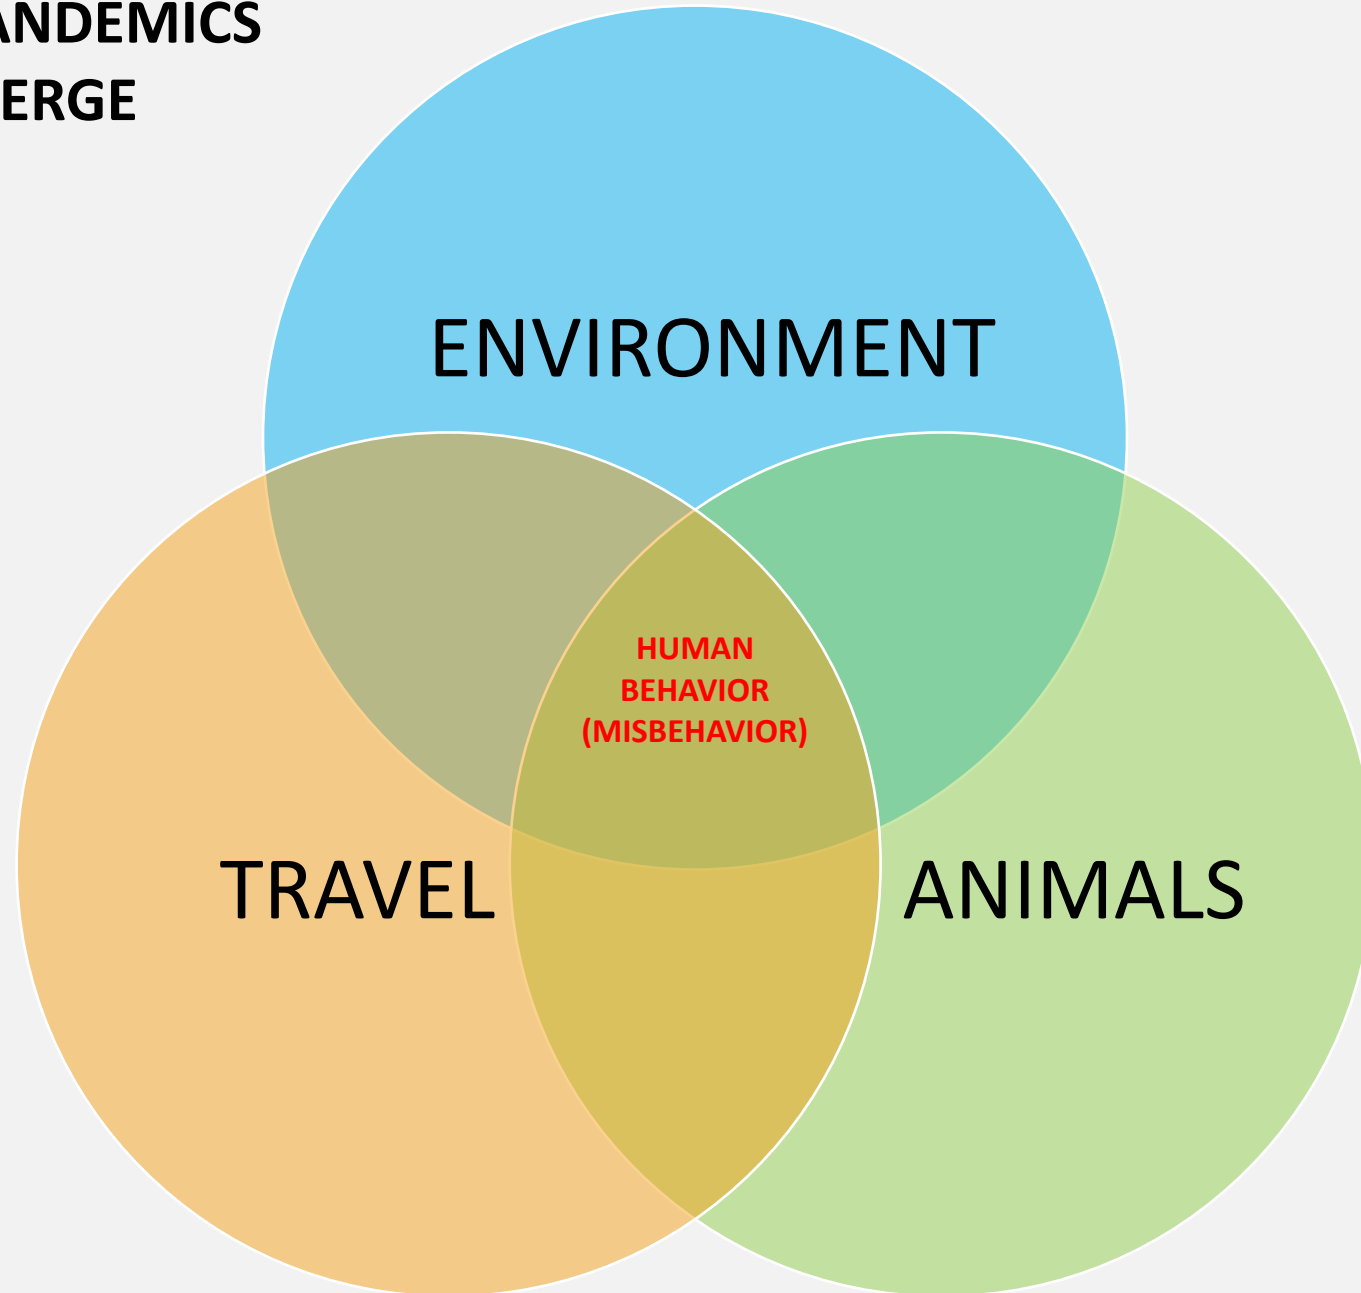 ANDEMICS
ERGE
ENVIRONMENT
HUMAN
BEHAVIOR
(MISBEHAVIOR)
TRAVEL
ANIMALS